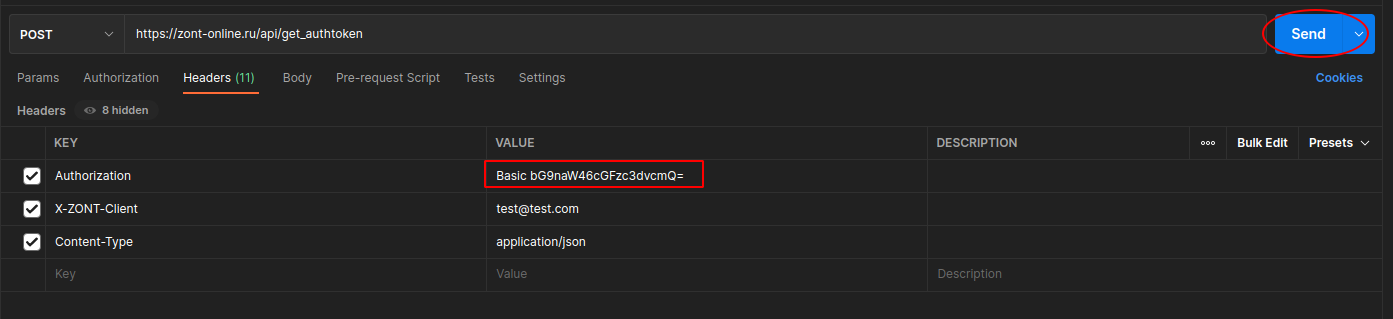 POST https://zont-online.ru/api/get_authtoken Send
Params Authorization Headers (11) Body Pre-request Script Tests Settings Cookies
Headers 8 hidden
KEY VALUE DESCRIPTION ooo Bulk Edit Presets
Authorization Basic bG9naW46cGFzc3dvcmQ=
X-ZONT-Client test@test.com
Content-Type application/json
Key Value Description